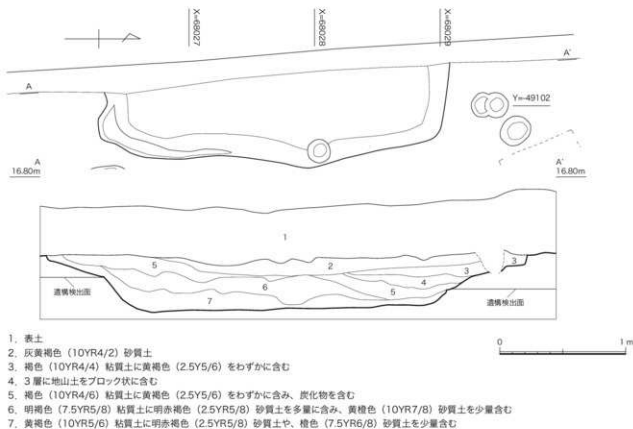 X=68027
X=68028
X=68029
A
A'
Y=-49102
A
16.80m
A'
16.80m
1
5
2
3
3
4
6
5
7
遺構検出面
遺構検出面
0
1 m
1. 表土
2. 灰黄褐色（10YR4/2）砂質土
3. 褐色（10YR4/4）粘質土に黄褐色（2.5Y5/6）をわずかに含む
4. 3 層に地山土をブロック状に含む
5. 褐色（10YR4/6）粘質土に黄褐色（2.5Y5/6）をわずかに含み、炭化物を含む
6. 明褐色（7.5YR5/8）粘質土に明赤褐色（2.5YR5/8）砂質土を多量に含み、黄橙色（10YR7/8）砂質土を少量含む
7. 黄褐色（10YR5/6）粘質土に明赤褐色（2.5YR5/8）砂質土や、橙色（7.5YR6/8）砂質土を少量含む